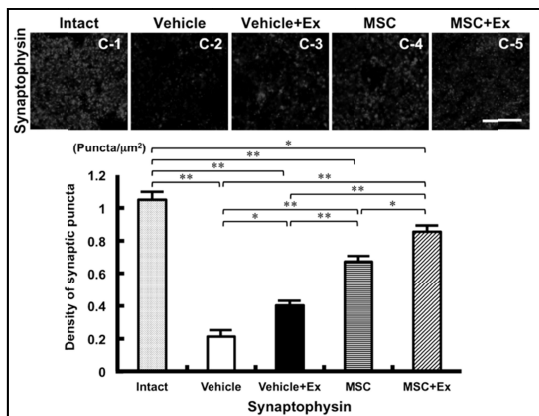 Intact Vehicle Vehicle+Ex MSC MSC+Ex
Synaptophysin
C-1 C-2 C-3 C-4 C-5
(Puncta/μm²)
*
**
**
** **
**
** *
* **
Density of synaptic puncta
1.2
1
0.8
0.6
0.4
0.2
0
Intact Vehicle Vehicle+Ex MSC MSC+Ex
Synaptophysin